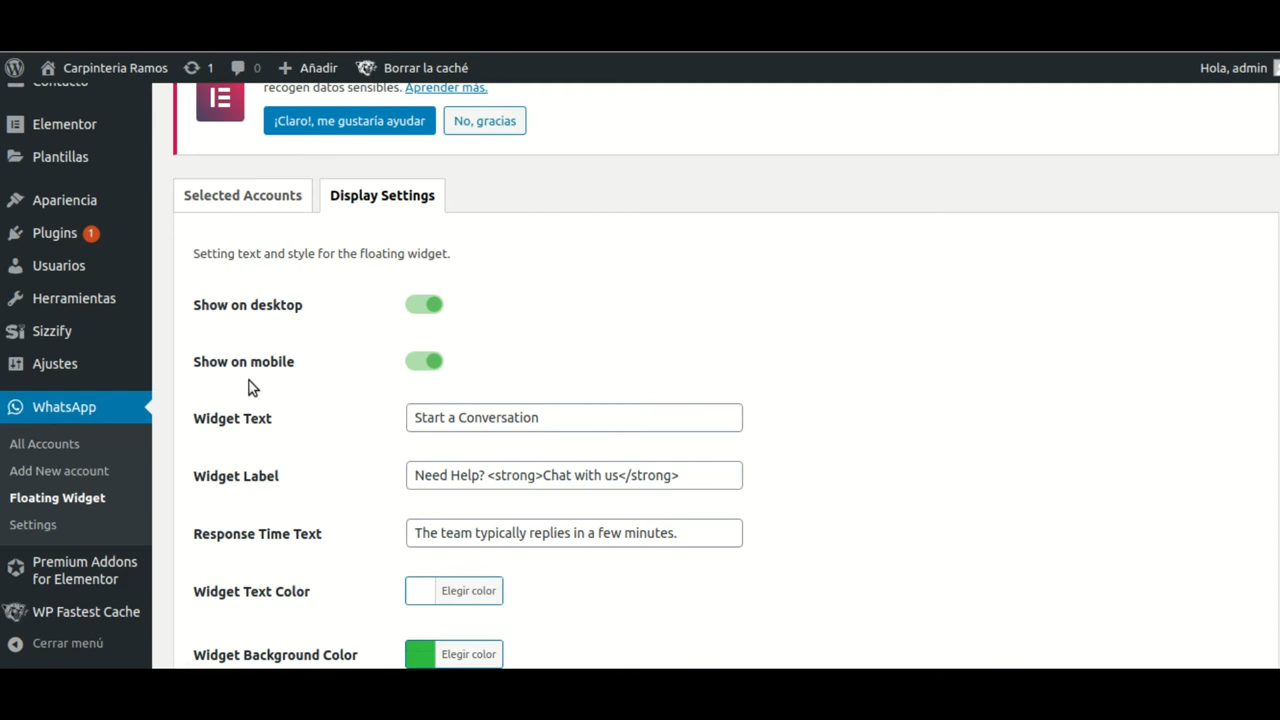 Carpinteria Ramos 1 0 Añadir Borrar la caché Hola, admin
Contacto
Elementor
Plantillas
Apariencia
Plugins 1
Usuarios
Herramientas
Sizzify
Ajustes
WhatsApp
All Accounts
Add New account
Floating Widget
Settings
Premium Addons
for Elementor
WP Fastest Cache
Cerrar menú
recogen datos sensibles. Aprender más.
¡Claro!, me gustaría ayudar No, gracias
Selected Accounts Display Settings
Setting text and style for the floating widget.
Show on desktop
Show on mobile
Widget Text Start a Conversation
Widget Label Need Help? <strong>Chat with us</strong>
Response Time Text The team typically replies in a few minutes.
Widget Text Color Elegir color
Widget Background Color Elegir color